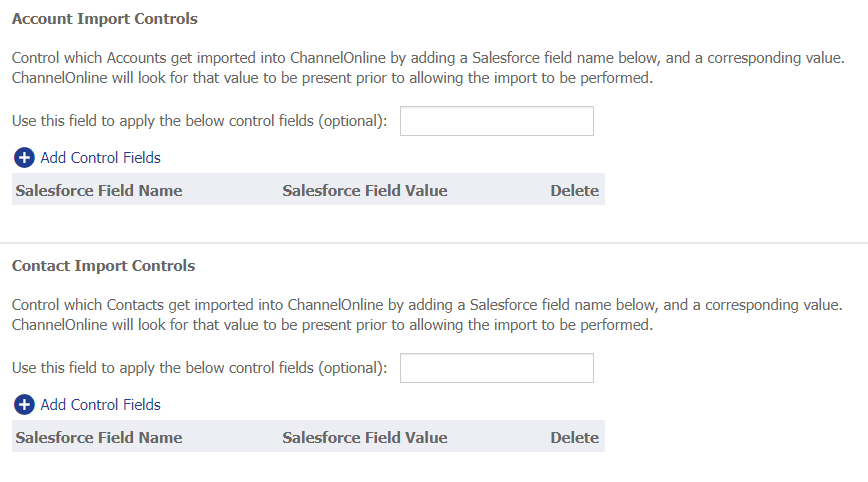 Account Import Controls
Control which Accounts get imported into ChannelOnline by adding a Salesforce field name below, and a corresponding value.
ChannelOnline will look for that value to be present prior to allowing the import to be performed.
Use this field to apply the below control fields (optional):
Add Control Fields
Salesforce Field Name Salesforce Field Value Delete
Contact Import Controls
Control which Contacts get imported into ChannelOnline by adding a Salesforce field name below, and a corresponding value.
ChannelOnline will look for that value to be present prior to allowing the import to be performed.
Use this field to apply the below control fields (optional):
Add Control Fields
Salesforce Field Name Salesforce Field Value Delete